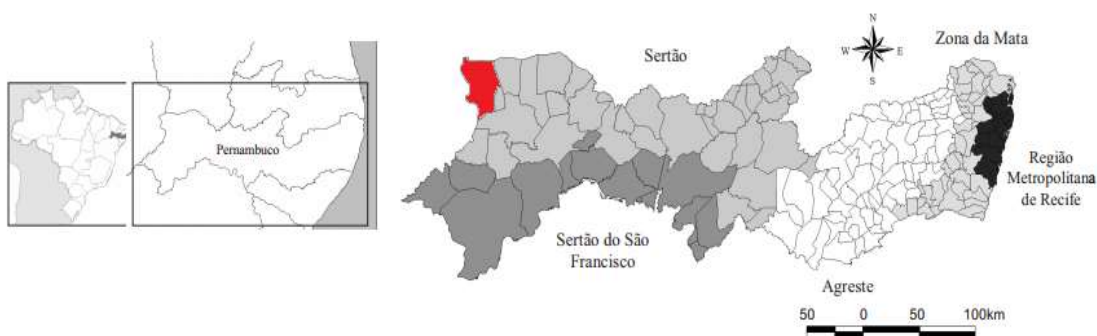 Pernambuco
Sertão
N
W
E
S
Zona da Mata
Região
Metropolitana
de Recife
Sertão do São
Francisco
Agreste
50 0 50 100km